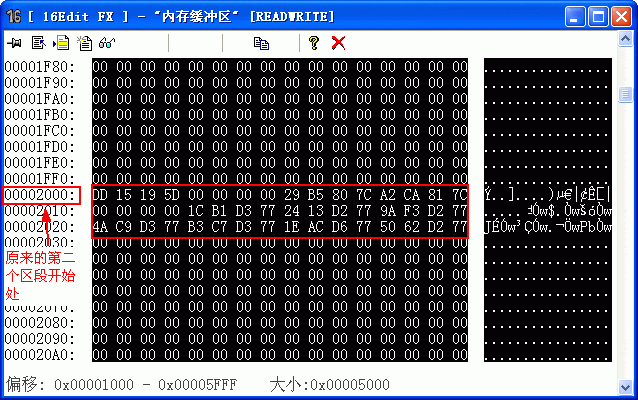 16 [ 16Edit FX ] - "内存缓冲区" [READWRITE]
00001F80: 00 00 00 00 00 00 00 00 00 00 00 00 00 00 00 00 ................
00001F90: 00 00 00 00 00 00 00 00 00 00 00 00 00 00 00 00 ................
00001FA0: 00 00 00 00 00 00 00 00 00 00 00 00 00 00 00 00 ................
00001FB0: 00 00 00 00 00 00 00 00 00 00 00 00 00 00 00 00 ................
00001FC0: 00 00 00 00 00 00 00 00 00 00 00 00 00 00 00 00 ................
00001FD0: 00 00 00 00 00 00 00 00 00 00 00 00 00 00 00 00 ................
00001FE0: 00 00 00 00 00 00 00 00 00 00 00 00 00 00 00 00 ................
00001FF0: 00 00 00 00 00 00 00 00 00 00 00 00 00 00 00 00 ................
00002000: DD 15 19 5D 00 00 00 00 29 B5 80 7C A2 CA 81 7C Ý..]....)µ€|¢Ê[|
00002010: 00 00 00 00 1C B1 D3 77 24 13 D2 77 9A F3 D2 77 .....±Ów$.ÒwšóÒw
00002020: 4A C9 D3 77 B3 C7 D3 77 1E AC D6 77 50 62 D2 77 JÉÓw³ÇÓw.¬ÖwPbÒw
00002030: 00 00 00 00 00 00 00 00 00 00 00 00 00 00 00 00 ................
原来的第二
个区段开始
处
00 00 00 00 00 00 00 00 00 00 00 00 00 00 00 00 ................
00 00 00 00 00 00 00 00 00 00 00 00 00 00 00 00 ................
00 00 00 00 00 00 00 00 00 00 00 00 00 00 00 00 ................
00002070: 00 00 00 00 00 00 00 00 00 00 00 00 00 00 00 00 ................
00002080: 00 00 00 00 00 00 00 00 00 00 00 00 00 00 00 00 ................
00002090: 00 00 00 00 00 00 00 00 00 00 00 00 00 00 00 00 ................
000020A0: 00 00 00 00 00 00 00 00 00 00 00 00 00 00 00 00 ................
偏移: 0x00001000 - 0x00005FFF 大小:0x00005000